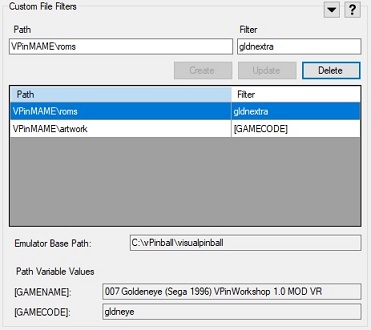 Custom File Filters
?
Path Filter
VPinMAME\roms gldnextra
Create Update Delete
Path Filter
VPinMAME\roms gldnextra
VPinMAME\artwork [GAMECODE]
Emulator Base Path: C:\vPinball\visualpinball
Path Variable Values
[GAMENAME]: 007 Goldeneye (Sega 1996) VPinWorkshop 1.0 MOD VR
[GAMECODE]: gldneye